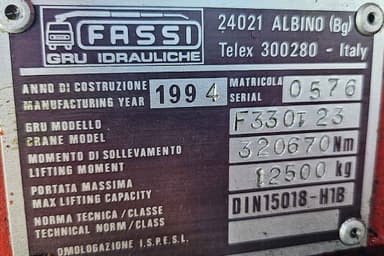 FASSI
GRU IDRAULICHE
24021 ALBINO (Bg)
Telex 300280 - Italy
ANNO DI COSTRUZIONE
MANUFACTURING YEAR
1994
MATRICOLA
SERIAL
0576
GRU MODELLO
CRANE MODEL
F330T 23
MOMENTO DI SOLLEVAMENTO
LIFTING MOMENT
320670 Nm
PORTATA MASSIMA
MAX LIFTING CAPACITY
12500 kg
NORMA TECNICA/CLASSE
TECHNICAL NORM/CLASS
DIN15018-H1B
OMOLOGAZIONE I.S.P.E.S.L.